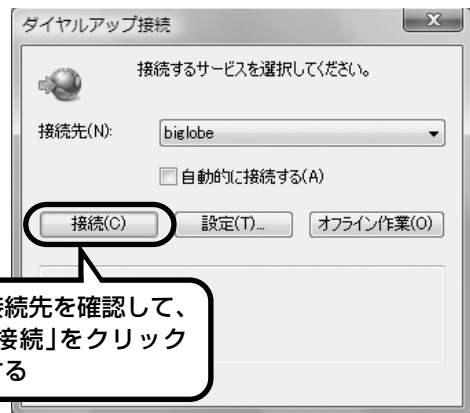 ダイヤルアップ接続
接続するサービスを選択してください。
接続先(N):
biglobe
自動的に接続する(A)
接続(C)
設定(T)...
オフライン作業(O)
接続先を確認して、
接続」をクリック
する